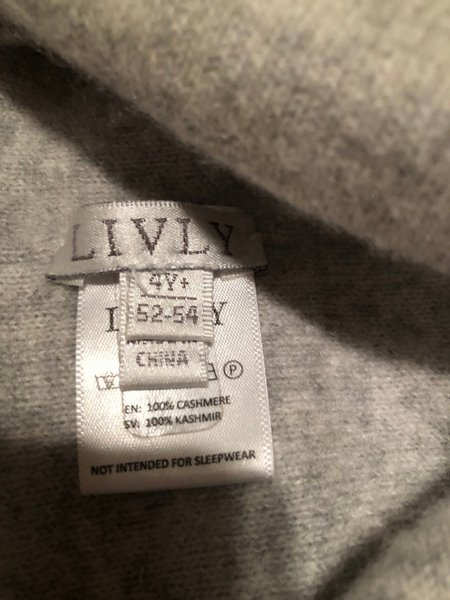 LIVLY
4Y+
52-54
CHINA
P
EN: 100% CASHMERE
SV: 100% KASHMIR
NOT INTENDED FOR SLEEPWEAR